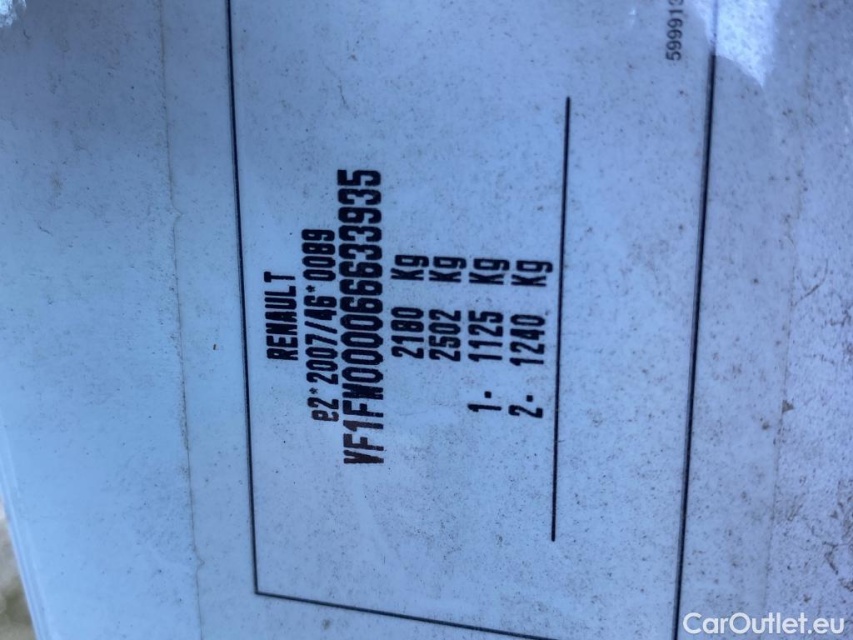 RENAULT
e2*2007/46*0089
VF1FW000066633935
2180 Kg
2502 Kg
1- 1125 Kg
2- 1240 Kg
CarOutlet.eu